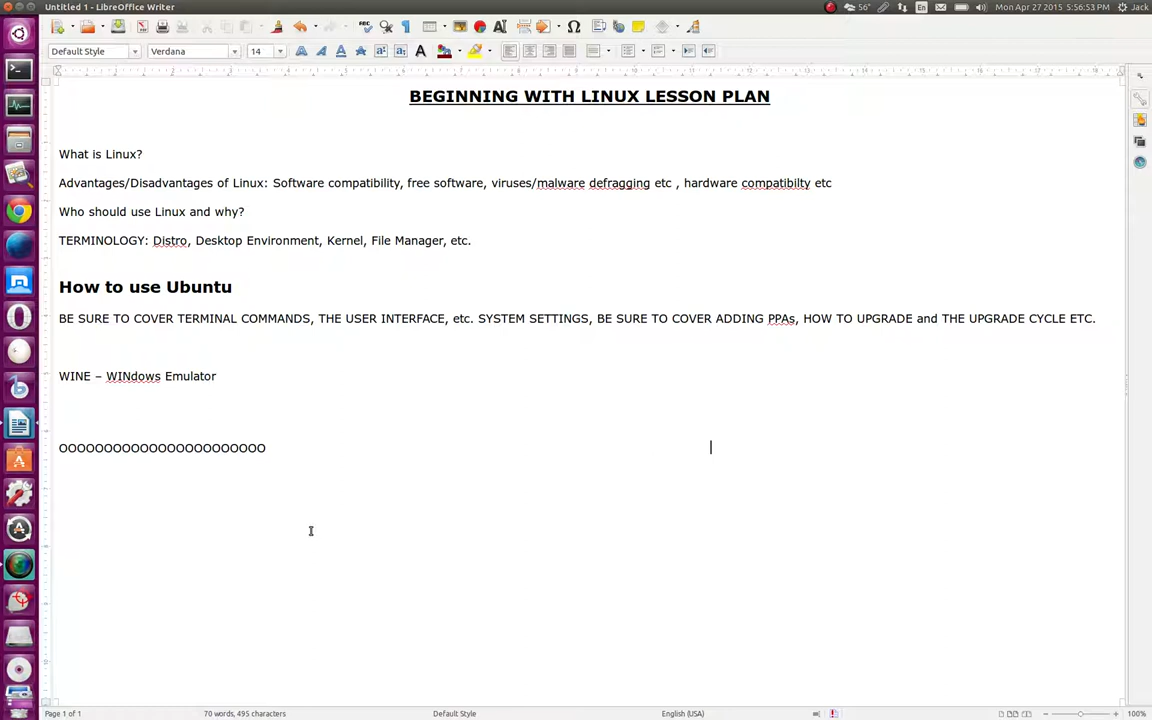 Untitled 1 - LibreOffice Writer
56° En Mon Apr 27 2015 5:56:53 PM Jack
Default Style Verdana 14
BEGINNING WITH LINUX LESSON PLAN
What is Linux?
Advantages/Disadvantages of Linux: Software compatibility, free software, viruses/malware defragging etc , hardware compatibilty etc
Who should use Linux and why?
TERMINOLOGY: Distro, Desktop Environment, Kernel, File Manager, etc.
How to use Ubuntu
BE SURE TO COVER TERMINAL COMMANDS, THE USER INTERFACE, etc. SYSTEM SETTINGS, BE SURE TO COVER ADDING PPAs, HOW TO UPGRADE and THE UPGRADE CYCLE ETC.
WINE – WINdows Emulator
OOOOOOOOOOOOOOOOOOOOOOO
Page 1 of 1 70 words, 495 characters Default Style English (USA) 100%